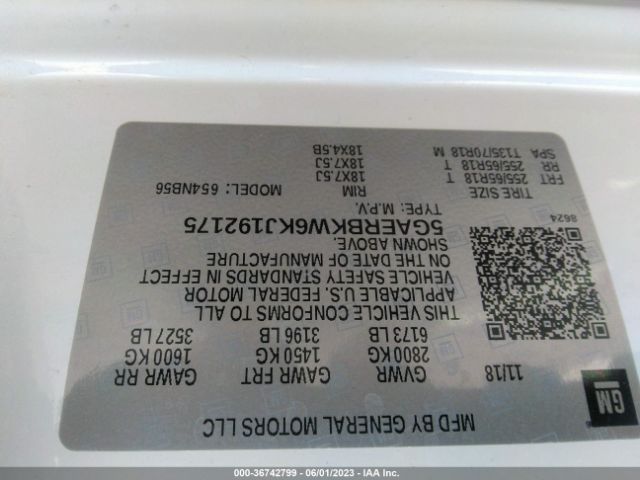 MFD BY GENERAL MOTORS LLC
GM
11/18 GVWR GAWR FRT GAWR RR
2800 KG 1450 KG 1600 KG
6173 LB 3196 LB 3527 LB
THIS VEHICLE CONFORMS TO ALL
APPLICABLE U.S. FEDERAL MOTOR
VEHICLE SAFETY STANDARDS IN EFFECT
ON THE DATE OF MANUFACTURE
SHOWN ABOVE.
5GAERBKW6KJ192175
8624
TYPE: M.P.V. MODEL: 654NB56
TIRE SIZE RIM
FRT 255/65R18 T 18X7.5J
RR 255/65R18 T 18X7.5J
SPA T135/70R18 M 18X4.5B
000-36742799 - 06/01/2023 - IAA Inc.